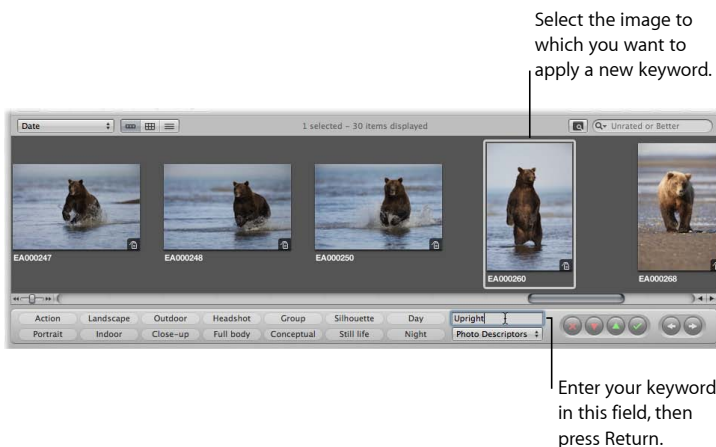 Select the image to
which you want to
apply a new keyword.
Date
1 selected – 30 items displayed
Unrated or Better
EA000247
EA000248
EA000250
EA000260
EA000268
Action Landscape Outdoor Headshot Group Silhouette Day Upright
Portrait Indoor Close-up Full body Conceptual Still life Night Photo Descriptors
Enter your keyword
in this field, then
press Return.